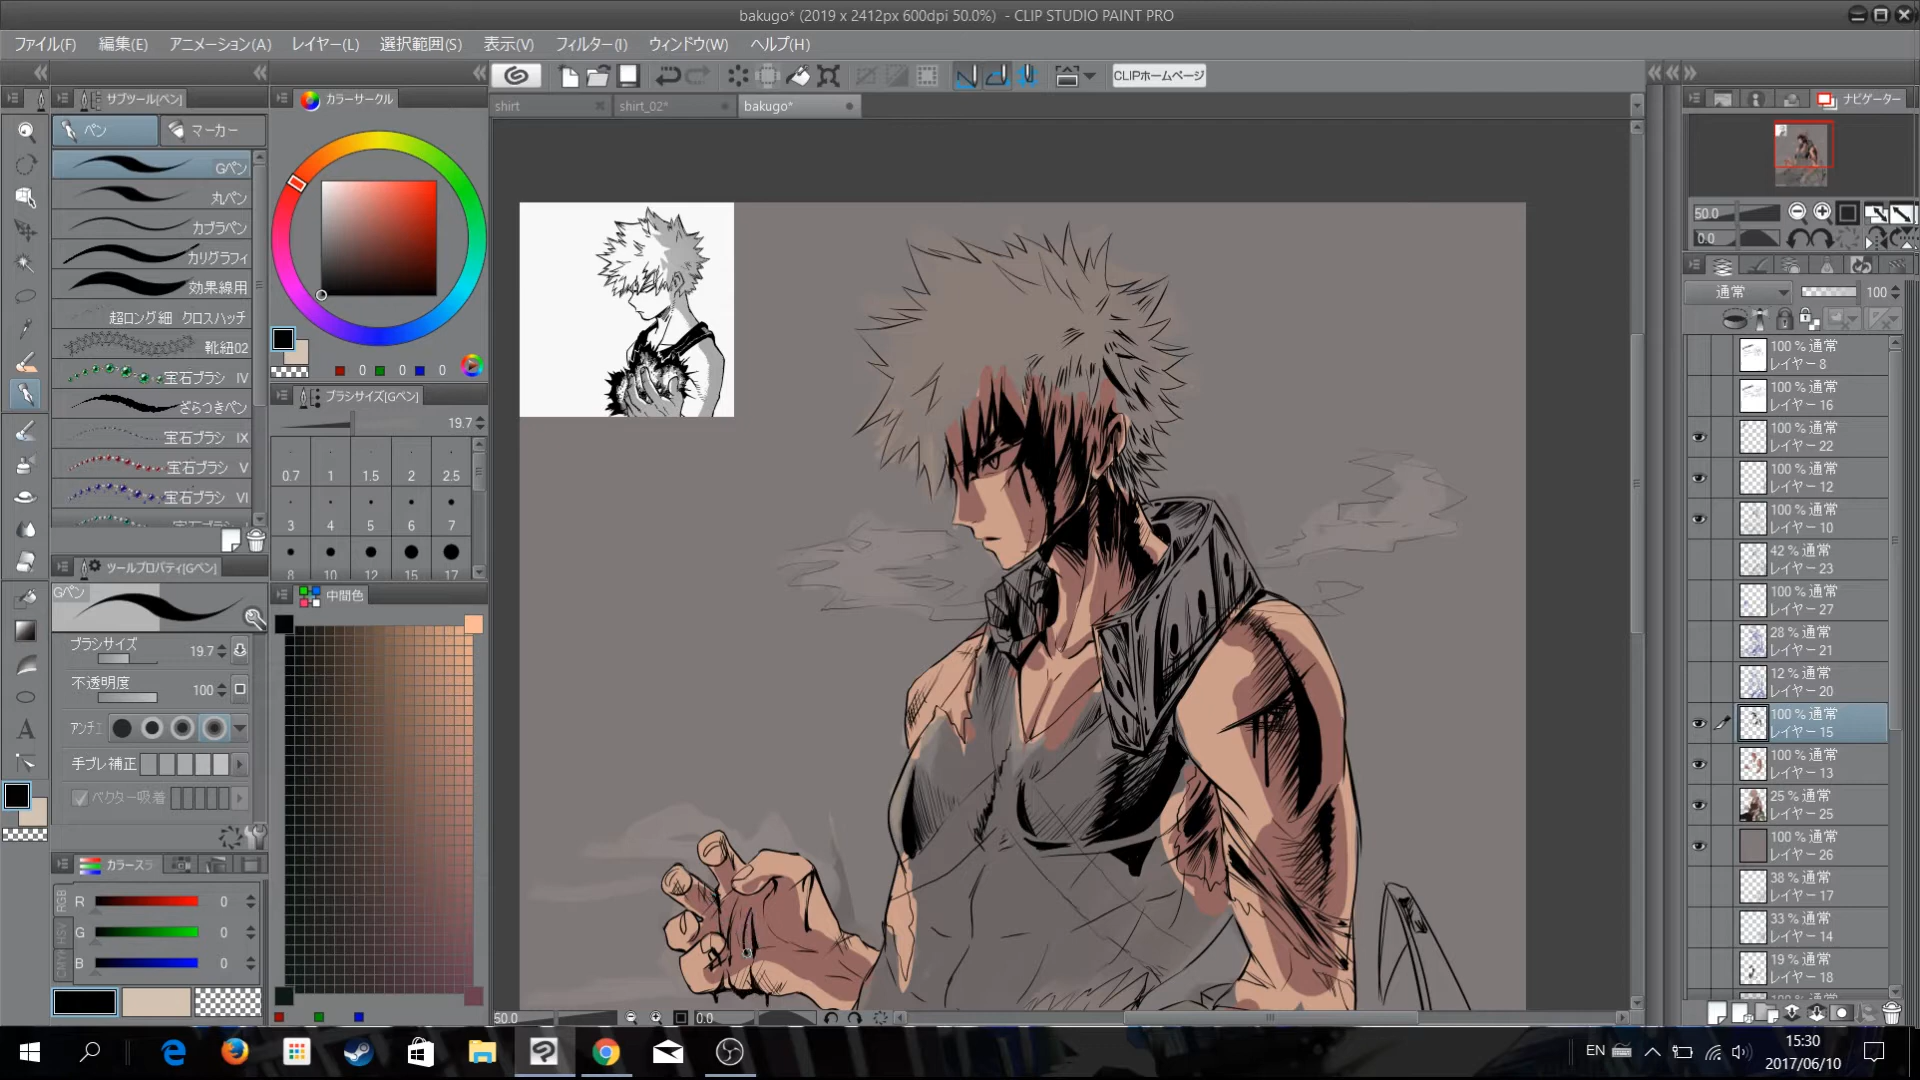 bakugo* (2019 x 2412px 600dpi 50.0%) - CLIP STUDIO PAINT PRO
ファイル(F) 編集(E) アニメーション(A) レイヤー(L) 選択範囲(S) 表示(V) フィルター(I) ウィンドウ(W) ヘルプ(H)
CLIPホームページ
shirt
shirt_02*
bakugo*
サブツール[ペン]
ペン
マーカー
Gペン
丸ペン
カブラペン
カリグラフィ
効果線用
超ロング細 クロスハッチ
靴紐02
宝石ブラシ IV
ざらつきペン
宝石ブラシ IX
宝石ブラシ V
宝石ブラシ VI
ツールプロパティ[Gペン]
Gペン
ブラシサイズ 19.7
不透明度 100
アンチエ
手ブレ補正
ベクター吸着
カラースラ
RGB
HSV
CMYK
R 0
G 0
B 0
カラーサークル
0 0 0
ブラシサイズ[Gペン]
19.7
0.7 1 1.5 2 2.5
3 4 5 6 7
8 10 12 15 17
中間色
50.0
0.0
ナビゲーター
50.0
0.0
通常 100
100 % 通常
レイヤー 8
100 % 通常
レイヤー 16
100 % 通常
レイヤー 22
100 % 通常
レイヤー 12
100 % 通常
レイヤー 10
42 % 通常
レイヤー 23
100 % 通常
レイヤー 27
28 % 通常
レイヤー 21
12 % 通常
レイヤー 20
100 % 通常
レイヤー 15
100 % 通常
レイヤー 13
25 % 通常
レイヤー 25
100 % 通常
レイヤー 26
38 % 通常
レイヤー 17
33 % 通常
レイヤー 14
19 % 通常
レイヤー 18
EN
15:30
2017/06/10